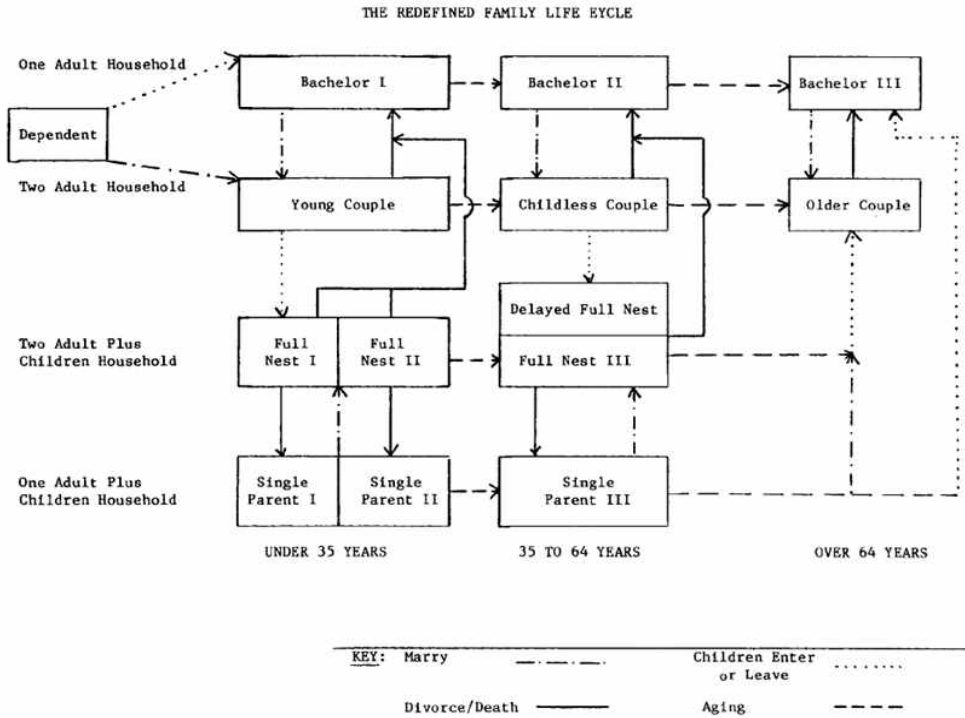 THE REDEFINED FAMILY LIFE EYCLE
One Adult Household
Bachelor I
Bachelor II
Bachelor III
Dependent
Two Adult Household
Young Couple
Childless Couple
Older Couple
Delayed Full Nest
Two Adult Plus
Children Household
Full
Nest I
Full
Nest II
Full Nest III
One Adult Plus
Children Household
Single
Parent I
Single
Parent II
Single
Parent III
UNDER 35 YEARS
35 TO 64 YEARS
OVER 64 YEARS
KEY: Marry
Children Enter
or Leave
Divorce/Death
Aging